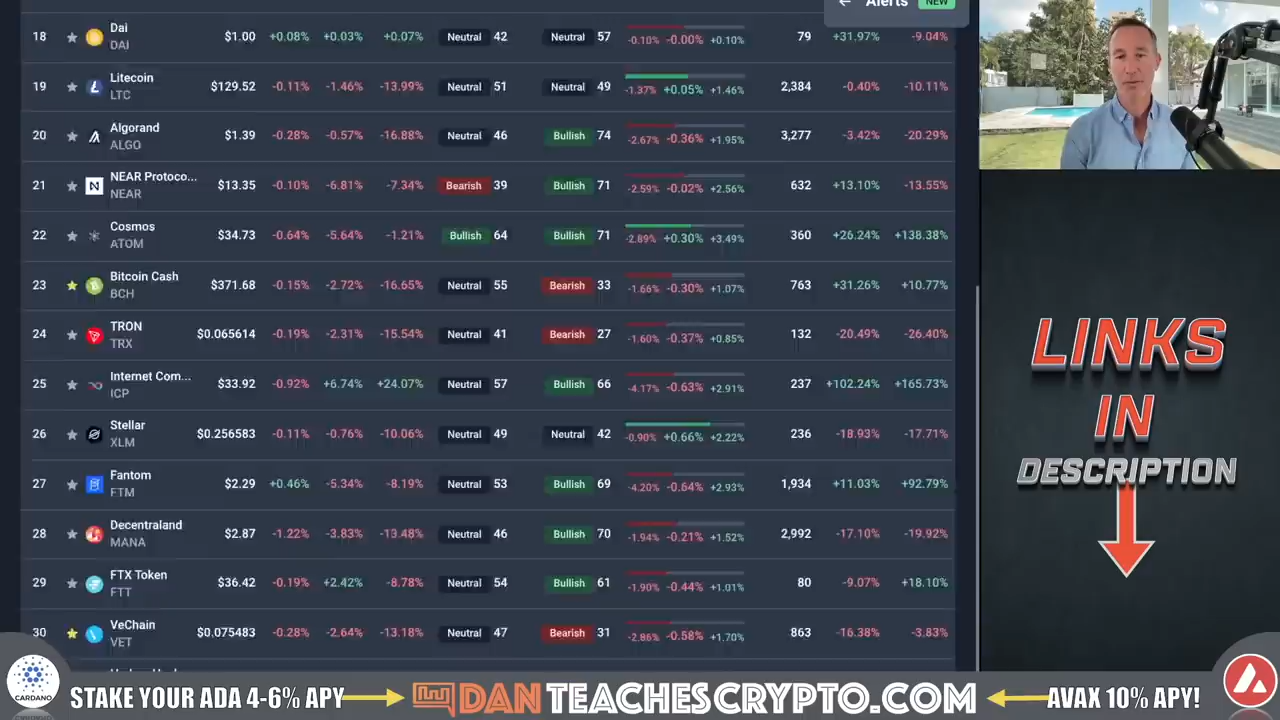 Alerts NEW
18 Dai DAI $1.00 +0.08% +0.03% +0.07% Neutral 42 Neutral 57 -0.10% -0.00% +0.10% 79 +31.97% -9.04%
19 Litecoin LTC $129.52 -0.11% -1.46% -13.99% Neutral 51 Neutral 49 -1.37% +0.05% +1.46% 2,384 -0.40% -10.11%
20 Algorand ALGO $1.39 -0.28% -0.57% -16.88% Neutral 46 Bullish 74 -2.67% -0.36% +1.95% 3,277 -3.42% -20.29%
21 NEAR Protoco... NEAR $13.35 -0.10% -6.81% -7.34% Bearish 39 Bullish 71 -2.59% -0.02% +2.56% 632 +13.10% -13.55%
22 Cosmos ATOM $34.73 -0.64% -5.64% -1.21% Bullish 64 Bullish 71 -2.89% +0.30% +3.49% 360 +26.24% +138.38%
23 Bitcoin Cash BCH $371.68 -0.15% -2.72% -16.65% Neutral 55 Bearish 33 -1.66% -0.30% +1.07% 763 +31.26% +10.77%
24 TRON TRX $0.065614 -0.19% -2.31% -15.54% Neutral 41 Bearish 27 -1.60% -0.37% +0.85% 132 -20.49% -26.40%
25 Internet Com... ICP $33.92 -0.92% +6.74% +24.07% Neutral 57 Bullish 66 -4.17% -0.63% +2.91% 237 +102.24% +165.73%
26 Stellar XLM $0.256583 -0.11% -0.76% -10.06% Neutral 49 Neutral 42 -0.90% +0.66% +2.22% 236 -18.93% -17.71%
27 Fantom FTM $2.29 +0.46% -5.34% -8.19% Neutral 53 Bullish 69 -4.20% -0.64% +2.93% 1,934 +11.03% +92.79%
28 Decentraland MANA $2.87 -1.22% -3.83% -13.48% Neutral 46 Bullish 70 -1.94% -0.21% +1.52% 2,992 -17.10% -19.92%
29 FTX Token FTT $36.42 -0.19% +2.42% -8.78% Neutral 54 Bullish 61 -1.90% -0.44% +1.01% 80 -9.07% +18.10%
30 VeChain VET $0.075483 -0.28% -2.64% -13.18% Neutral 47 Bearish 31 -2.86% -0.58% +1.70% 863 -16.38% -3.83%
LINKS
IN
DESCRIPTION
CARDANO
STAKE YOUR ADA 4-6% APY DANTEACHESCRYPTO.COM AVAX 10% APY!